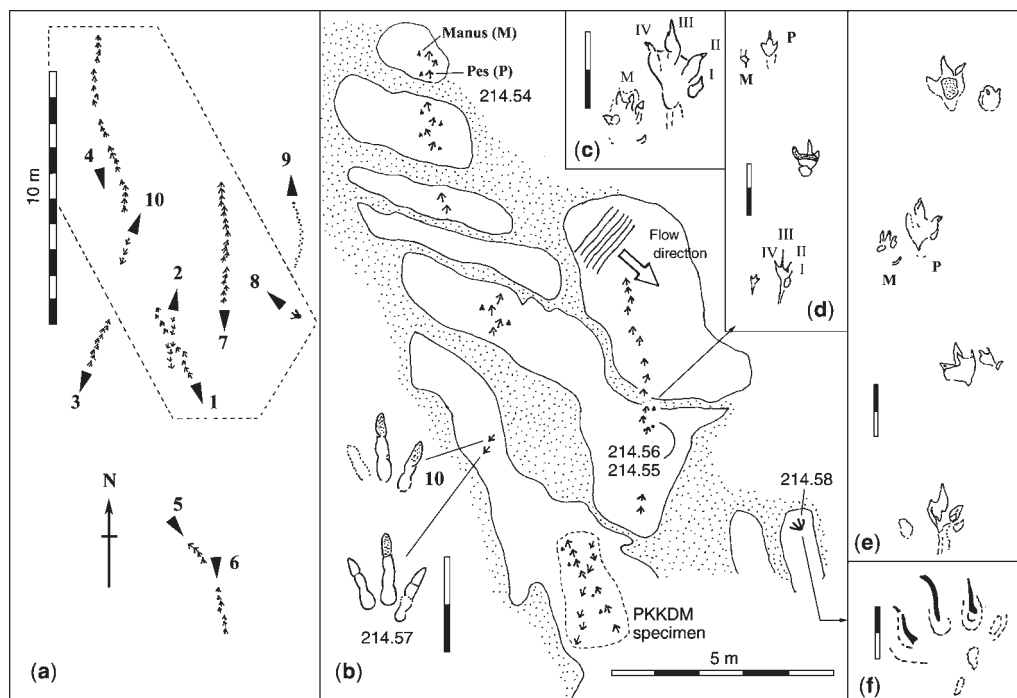 (a)
10 m
4
10
9
2
8
7
3
1
N
5
6
(b)
Manus (M)
Pes (P)
214.54
Flow
direction
214.56
214.55
10
214.57
214.58
PKKDM
specimen
5 m
(c)
III
IV
II
I
M
(d)
P
M
III
IV
II
I
(e)
M
P
(f)